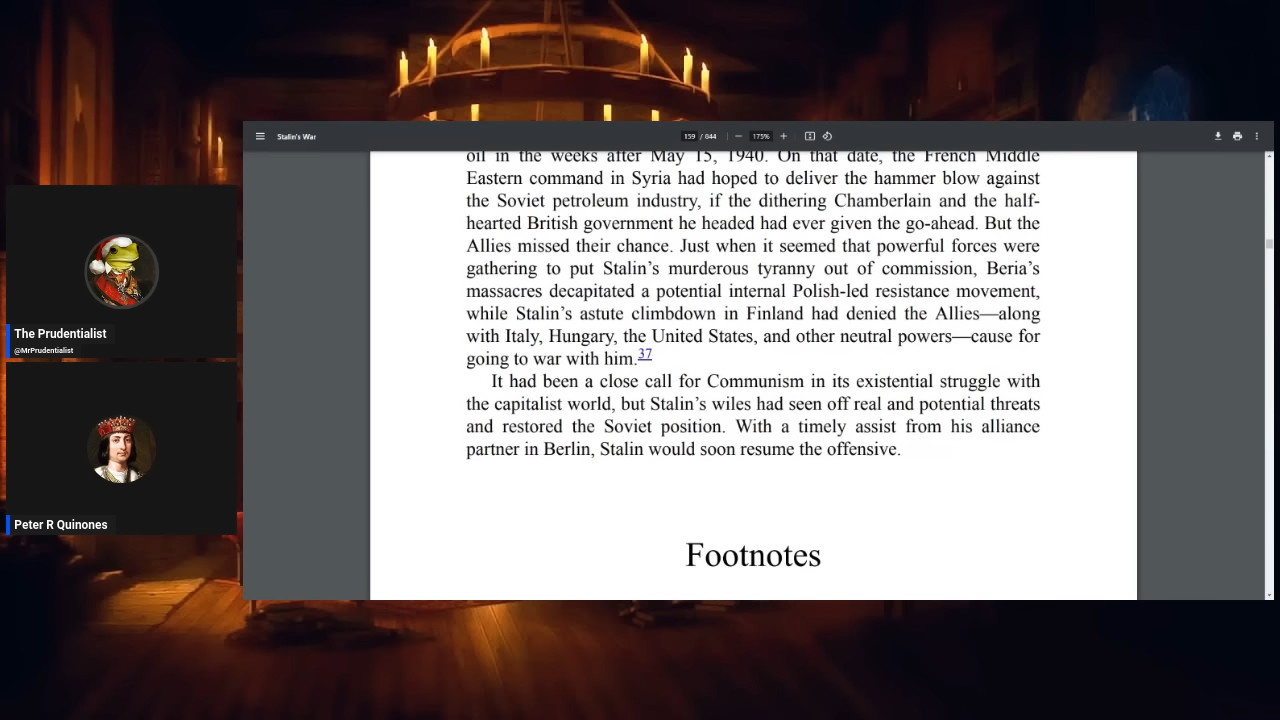 Stalin's War
159 / 844
175%
oil in the weeks after May 15, 1940. On that date, the French Middle
Eastern command in Syria had hoped to deliver the hammer blow against
the Soviet petroleum industry, if the dithering Chamberlain and the half-
hearted British government he headed had ever given the go-ahead. But the
Allies missed their chance. Just when it seemed that powerful forces were
gathering to put Stalin’s murderous tyranny out of commission, Beria’s
massacres decapitated a potential internal Polish-led resistance movement,
while Stalin’s astute climbdown in Finland had denied the Allies—along
with Italy, Hungary, the United States, and other neutral powers—cause for
going to war with him.37
It had been a close call for Communism in its existential struggle with
the capitalist world, but Stalin’s wiles had seen off real and potential threats
and restored the Soviet position. With a timely assist from his alliance
partner in Berlin, Stalin would soon resume the offensive.
Footnotes
The Prudentialist
@MrPrudentialist
Peter R Quinones